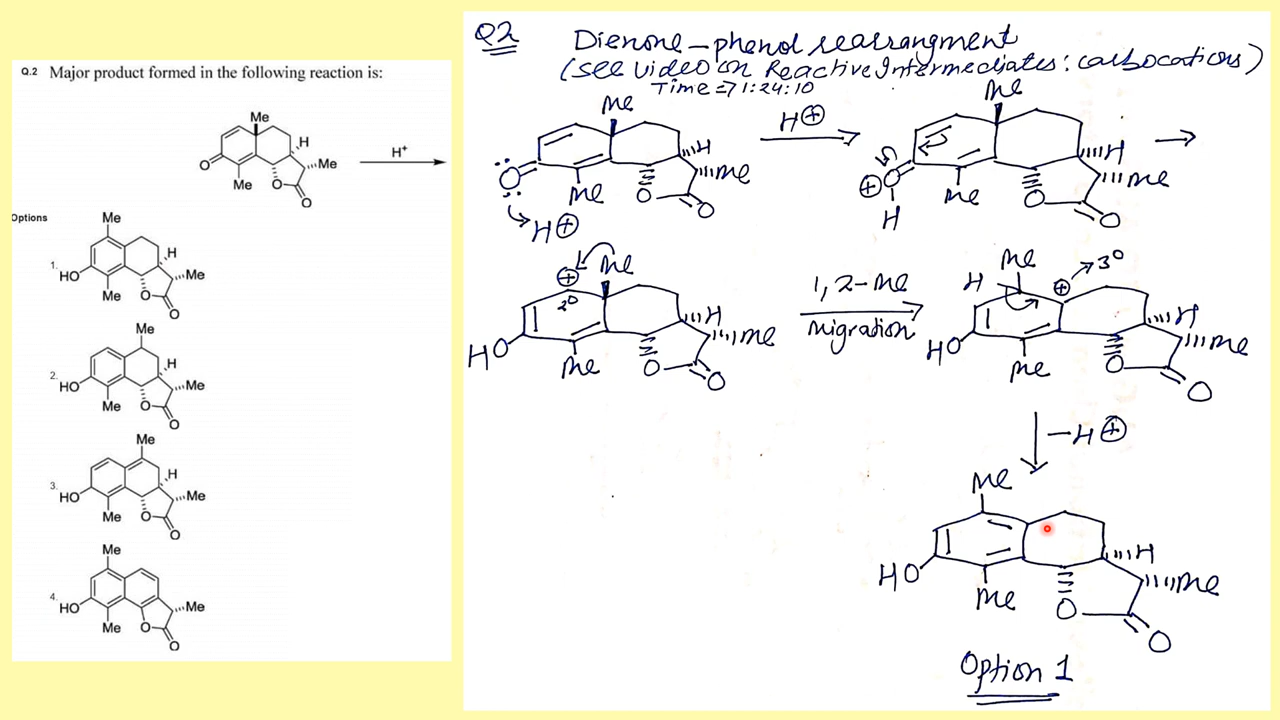 Q.2 Major product formed in the following reaction is:
Me
H
Me
O
Me
O
O
H+
Options
Me
H
1.
HO
Me
Me
O
O
Me
H
2.
HO
Me
Me
O
O
Me
H
3.
HO
Me
Me
O
O
Me
4.
HO
Me
Me
O
O
Q2
Dienone-phenol rearrangment
(see video on Reactive Intermediates: carbocations)
Time => 1:24:10
Me
H
Me
O
Me
O
O
H⊕
H⊕
Me
H
Me
⊕ O
H
Me
O
O
⊕ Me
2°
H
Me
HO
Me
O
O
1,2-Me
migration
Me
H
⊕ → 3°
H
Me
HO
Me
O
O
-H⊕
Me
H
Me
HO
Me
O
O
Option 1